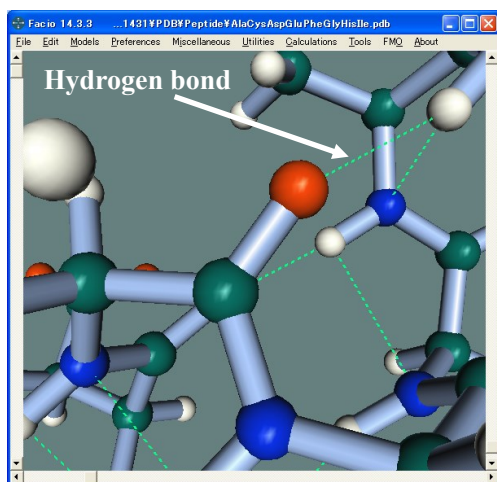 Facio 14.3.3 ...1431¥PDB¥Peptide¥AlaCysAspGluPheGlyHisIle.pdb
File Edit Models Preferences Miscellaneous Utilities Calculations Tools FMO About
Hydrogen bond